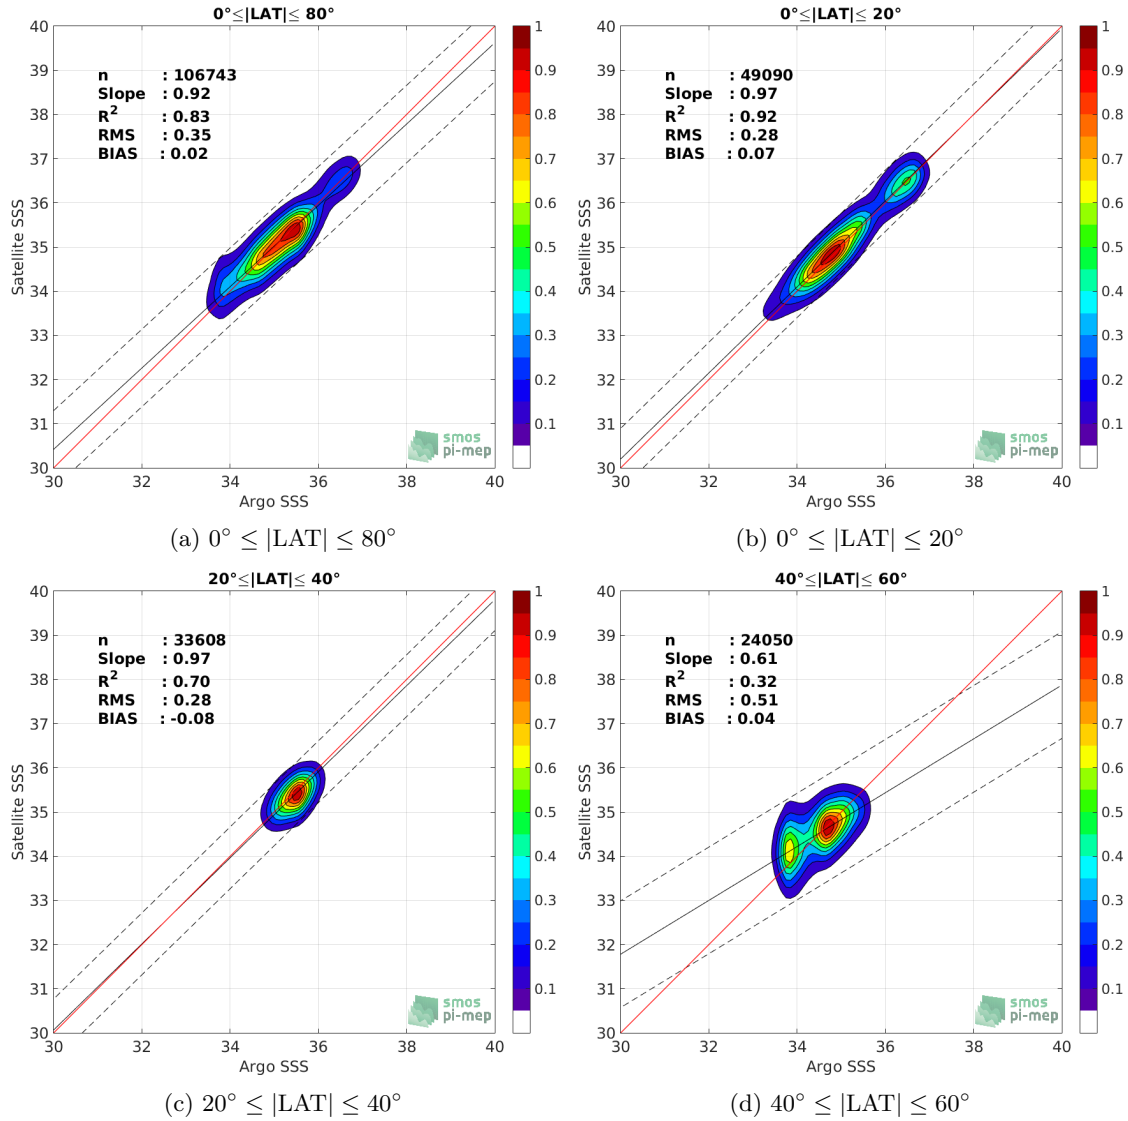 0°≤|LAT|≤ 80°
40
39
38
37
36
35
34
33
32
31
30
Satellite SSS
n : 106743
Slope : 0.92
R² : 0.83
RMS : 0.35
BIAS : 0.02
smos
pi-mep
30 32 34 36 38 40
Argo SSS
1
0.9
0.8
0.7
0.6
0.5
0.4
0.3
0.2
0.1
(a) 0° ≤ |LAT| ≤ 80°
0°≤|LAT|≤ 20°
40
39
38
37
36
35
34
33
32
31
30
Satellite SSS
n : 49090
Slope : 0.97
R² : 0.92
RMS : 0.28
BIAS : 0.07
smos
pi-mep
30 32 34 36 38 40
Argo SSS
1
0.9
0.8
0.7
0.6
0.5
0.4
0.3
0.2
0.1
(b) 0° ≤ |LAT| ≤ 20°
20°≤|LAT|≤ 40°
40
39
38
37
36
35
34
33
32
31
30
Satellite SSS
n : 33608
Slope : 0.97
R² : 0.70
RMS : 0.28
BIAS : -0.08
smos
pi-mep
30 32 34 36 38 40
Argo SSS
1
0.9
0.8
0.7
0.6
0.5
0.4
0.3
0.2
0.1
(c) 20° ≤ |LAT| ≤ 40°
40°≤|LAT|≤ 60°
40
39
38
37
36
35
34
33
32
31
30
Satellite SSS
n : 24050
Slope : 0.61
R² : 0.32
RMS : 0.51
BIAS : 0.04
smos
pi-mep
30 32 34 36 38 40
Argo SSS
1
0.9
0.8
0.7
0.6
0.5
0.4
0.3
0.2
0.1
(d) 40° ≤ |LAT| ≤ 60°